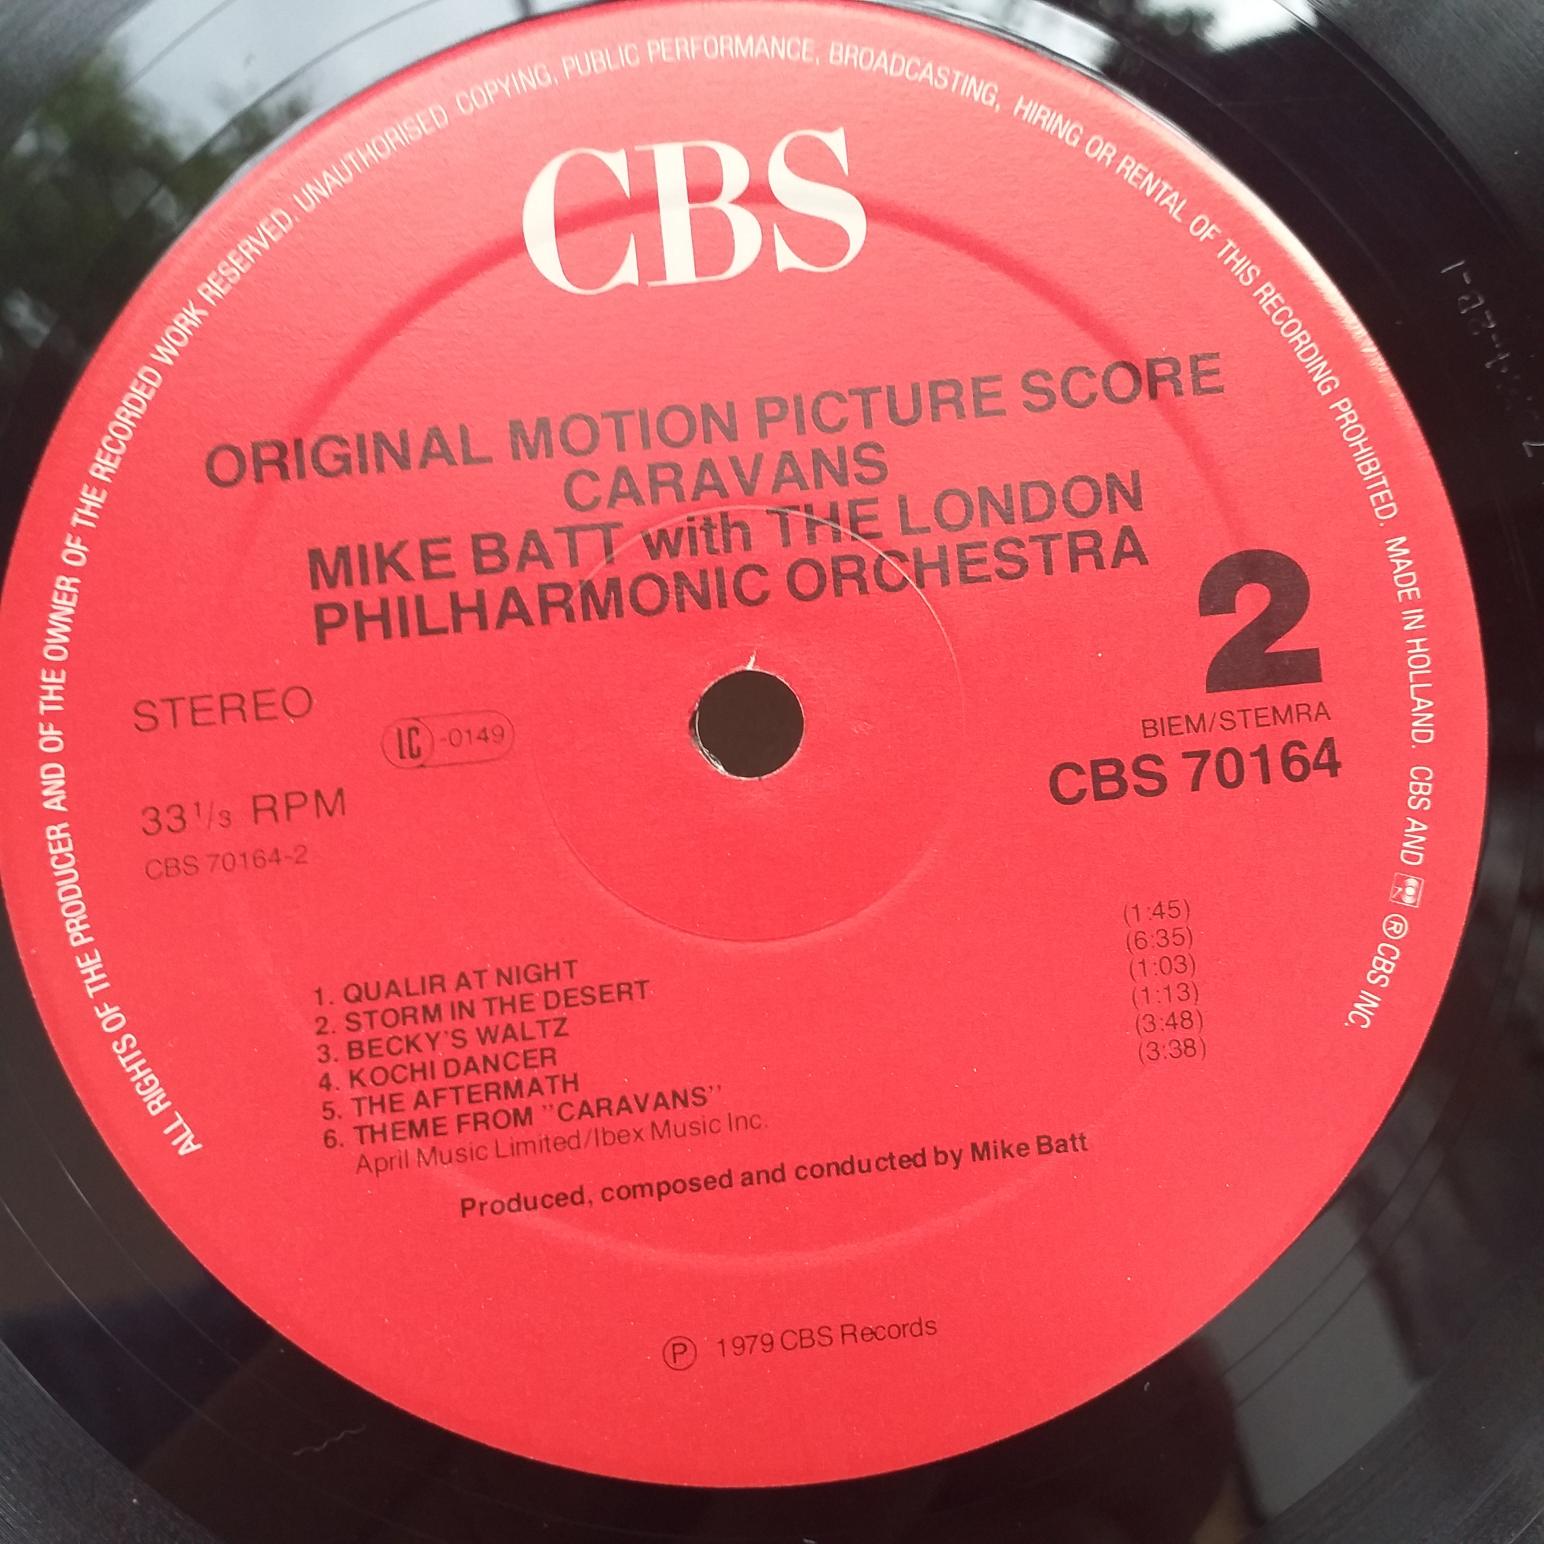 ALL RIGHTS OF THE PRODUCER AND OF THE OWNER OF THE RECORDED WORK RESERVED. UNAUTHORISED COPYING, PUBLIC PERFORMANCE, BROADCASTING, HIRING OR RENTAL OF THIS RECORDING PROHIBITED. MADE IN HOLLAND. CBS AND ® CBS INC.
CBS
ORIGINAL MOTION PICTURE SCORE
CARAVANS
MIKE BATT with THE LONDON
PHILHARMONIC ORCHESTRA
2
STEREO
LC-0149
BIEM/STEMRA
CBS 70164
33 1/3 RPM
CBS 70164-2
1. QUALIR AT NIGHT (1:45)
2. STORM IN THE DESERT (6:35)
3. BECKY'S WALTZ (1:03)
4. KOCHI DANCER (1:13)
5. THE AFTERMATH (3:48)
6. THEME FROM "CARAVANS" (3:38)
April Music Limited/Ibex Music Inc.
Produced, composed and conducted by Mike Batt
Ⓟ 1979 CBS Records